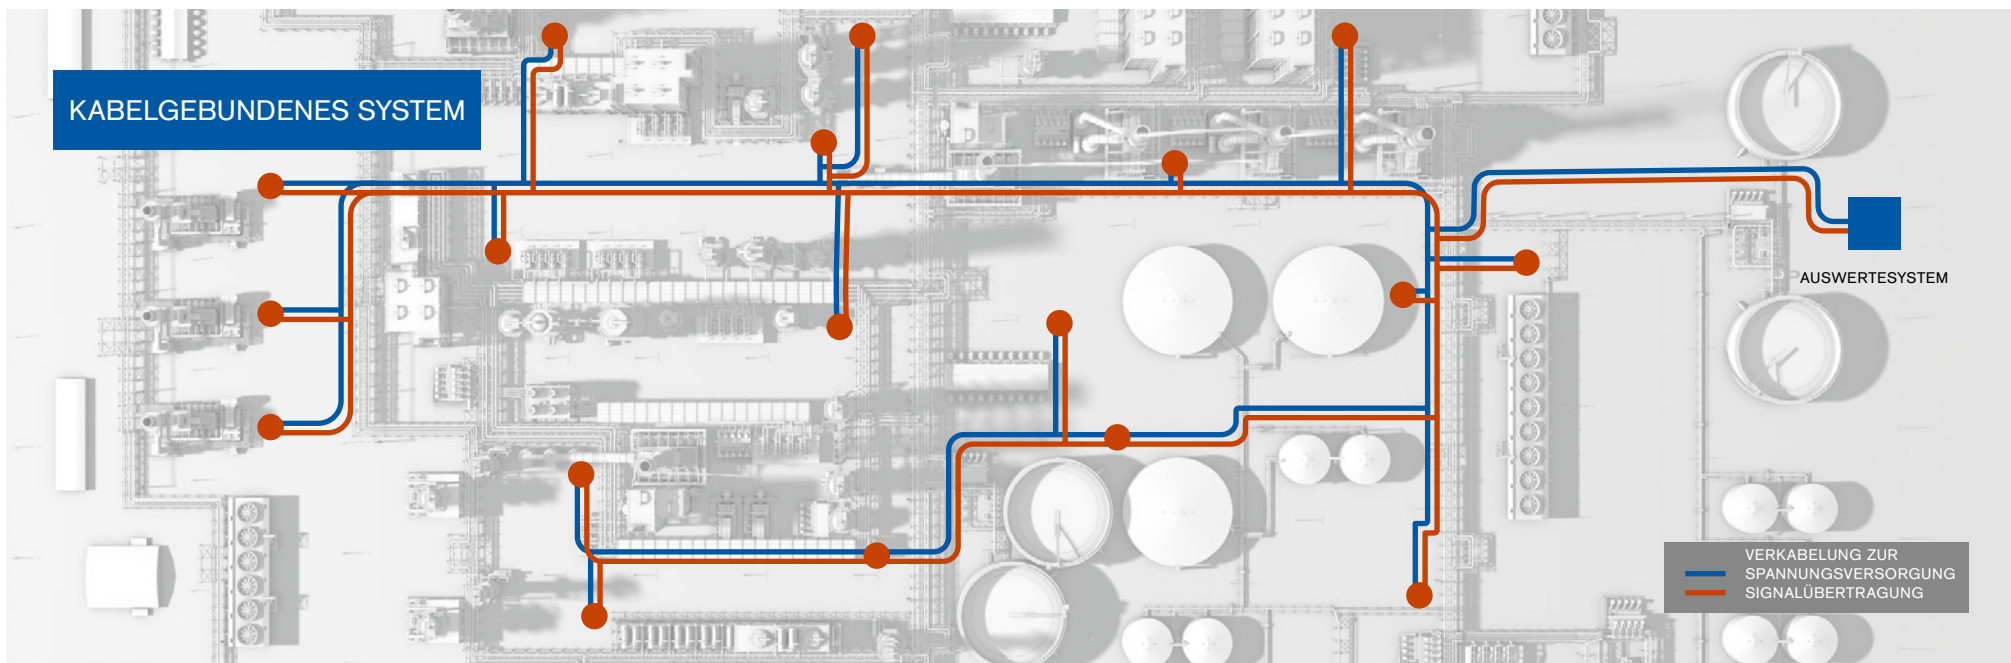 KABELGEBUNDENES SYSTEM
AUSWERTESYSTEM
VERKABELUNG ZUR
SPANNUNGSVERSORGUNG
SIGNALÜBERTRAGUNG